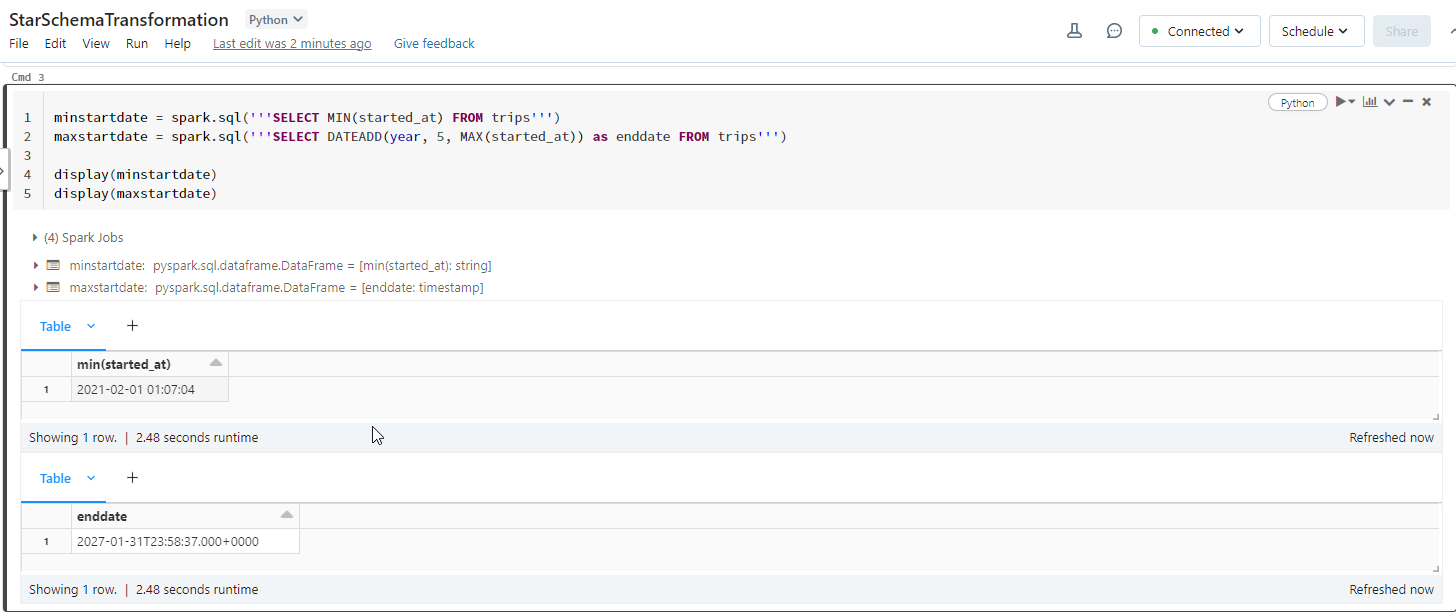 StarSchemaTransformation Python
File Edit View Run Help Last edit was 2 minutes ago Give feedback
Connected Schedule Share
Cmd 3
Python
1 minstartdate = spark.sql('''SELECT MIN(started_at) FROM trips''')
2 maxstartdate = spark.sql('''SELECT DATEADD(year, 5, MAX(started_at)) as enddate FROM trips''')
3
4 display(minstartdate)
5 display(maxstartdate)
(4) Spark Jobs
minstartdate: pyspark.sql.dataframe.DataFrame = [min(started_at): string]
maxstartdate: pyspark.sql.dataframe.DataFrame = [enddate: timestamp]
Table +
min(started_at)
1 2021-02-01 01:07:04
Showing 1 row. | 2.48 seconds runtime Refreshed now
Table +
enddate
1 2027-01-31T23:58:37.000+0000
Showing 1 row. | 2.48 seconds runtime Refreshed now